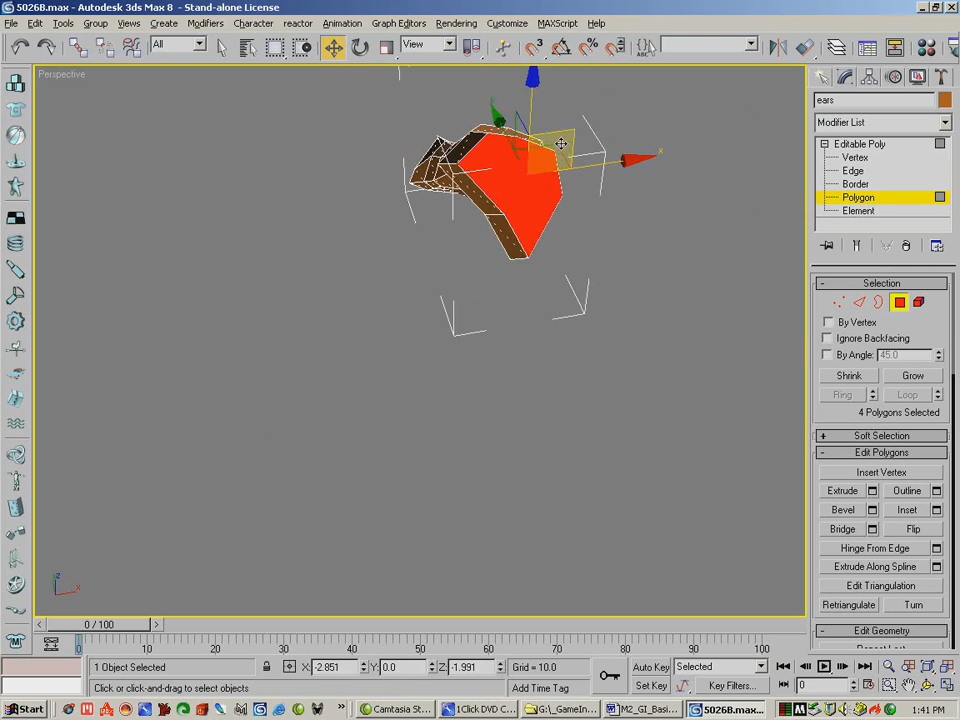 5026B.max - Autodesk 3ds Max 8 - Stand-alone License
File Edit Tools Group Views Create Modifiers Character reactor Animation Graph Editors Rendering Customize MAXScript Help
All View
Perspective
z x
x
ears
Modifier List
Editable Poly
Vertex
Edge
Border
Polygon
Element
- Selection
By Vertex
Ignore Backfacing
By Angle: 45.0
Shrink Grow
Ring Loop
4 Polygons Selected
+ Soft Selection
- Edit Polygons
Insert Vertex
Extrude Outline
Bevel Inset
Bridge Flip
Hinge From Edge
Extrude Along Spline
Edit Triangulation
Retriangulate Turn
- Edit Geometry
0 / 100
10 20 30 40 50 60 70 80 90 100
1 Object Selected X: -2.851 Y: 0.0 Z: -1.991 Grid = 10.0 Auto Key Selected
Click or click-and-drag to select objects Add Time Tag Set Key Key Filters... 0
Start Camtasia St... 1Click DVD C... G:\_GameIn... M2_GI_Basi... 5026B.max... 1:41 PM